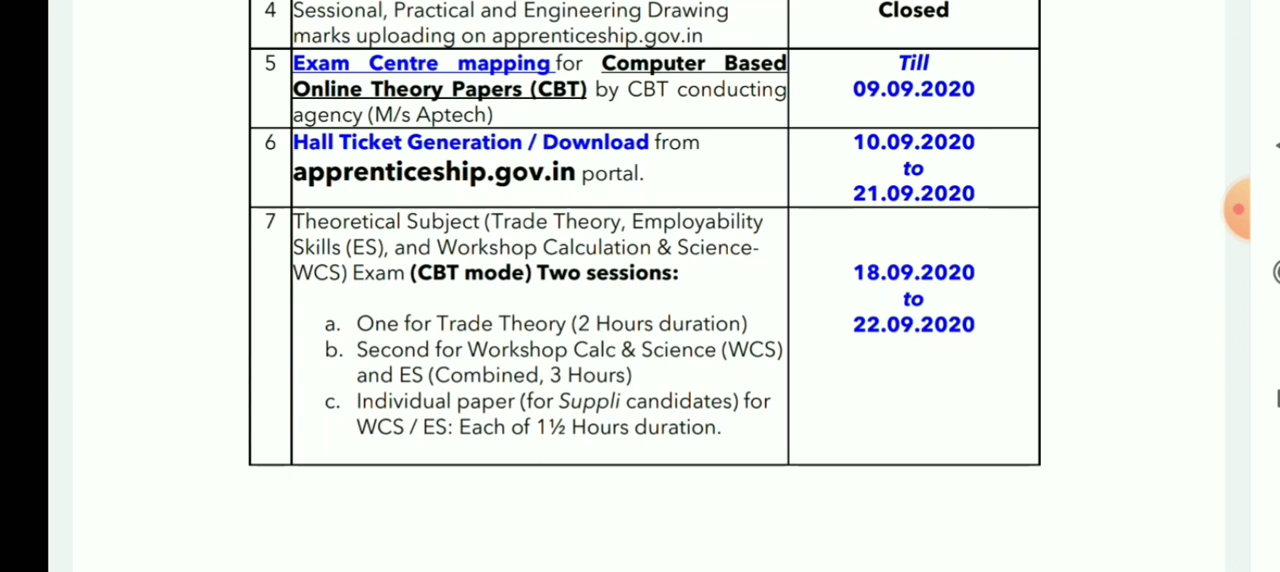 4 Sessional, Practical and Engineering Drawing Closed
marks uploading on apprenticeship.gov.in
5 Exam Centre mapping for Computer Based Till
Online Theory Papers (CBT) by CBT conducting 09.09.2020
agency (M/s Aptech)
6 Hall Ticket Generation / Download from 10.09.2020
apprenticeship.gov.in portal. to
21.09.2020
7 Theoretical Subject (Trade Theory, Employability
Skills (ES), and Workshop Calculation & Science-
WCS) Exam (CBT mode) Two sessions: 18.09.2020
to
a. One for Trade Theory (2 Hours duration) 22.09.2020
b. Second for Workshop Calc & Science (WCS)
and ES (Combined, 3 Hours)
c. Individual paper (for Suppli candidates) for
WCS / ES: Each of 1½ Hours duration.